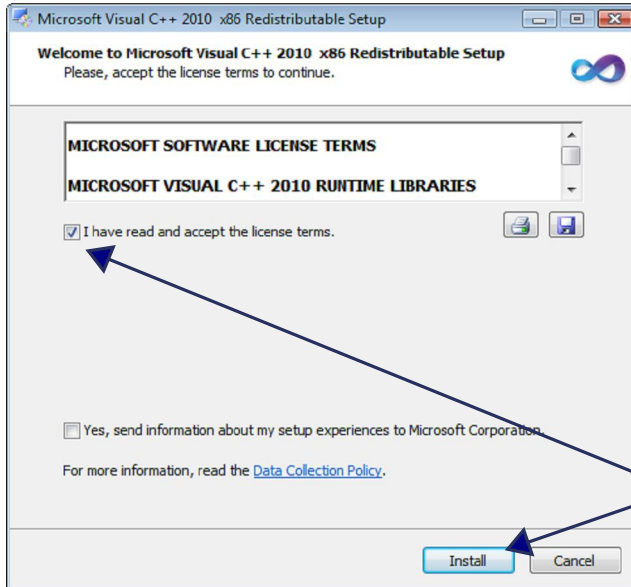 Microsoft Visual C++ 2010  x86 Redistributable Setup
Welcome to Microsoft Visual C++ 2010  x86 Redistributable Setup
Please, accept the license terms to continue.
MICROSOFT SOFTWARE LICENSE TERMS
MICROSOFT VISUAL C++ 2010 RUNTIME LIBRARIES
I have read and accept the license terms.
Yes, send information about my setup experiences to Microsoft Corporation.
For more information, read the Data Collection Policy.
Install
Cancel